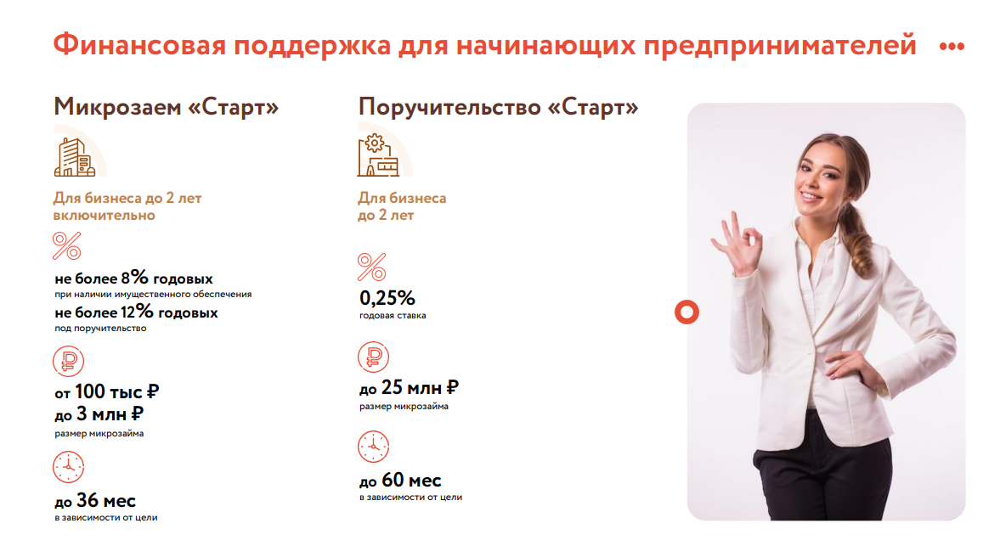 Финансовая поддержка для начинающих предпринимателей
Микрозаем «Старт»
Для бизнеса до 2 лет
включительно
не более 8% годовых
при наличии имущественного обеспечения
не более 12% годовых
под поручительство
от 100 тыс ₽
до 3 млн ₽
размер микрозайма
до 36 мес
в зависимости от цели
Поручительство «Старт»
Для бизнеса
до 2 лет
0,25%
годовая ставка
до 25 млн ₽
размер микрозайма
до 60 мес
в зависимости от цели